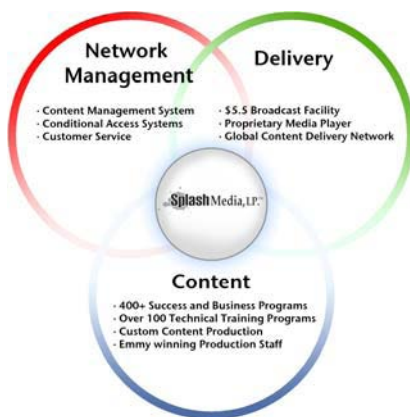 Network
Management
· Content Management System
· Conditional Access Systems
· Customer Service
Delivery
· $5.5 Broadcast Facility
· Proprietary Media Player
· Global Content Delivery Network
SplashMedia, LP.
Content
· 400+ Success and Business Programs
· Over 100 Technical Training Programs
· Custom Content Production
· Emmy winning Production Staff